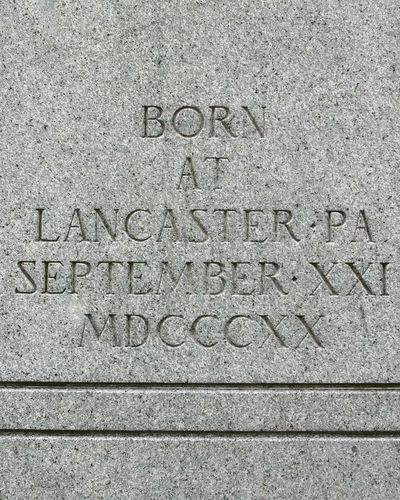 BORN
AT
LANCASTER·PA.
SEPTEMBER·XXI
MDCCCXX